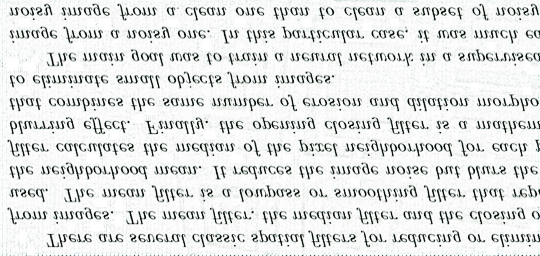 There are several classic spatial filters for reducing or elimin
from images. The mean filter, the median filter and the closing o
used. The mean filter is a lowpass or smoothing filter that rep
the neighborhood mean. It reduces the image noise but blurs the
filter calculates the median of the pixel neighborhood for each p
blurring effect. Finally, the opening closing filter is a mathem
that combines the same number of erosion and dilation morpho
to eliminate small objects from images.
The main goal was to train a neural network in a supervised
image from a noisy one. In this particular case, it was much ea
noisy image from a clean one than to clean a subset of noisy